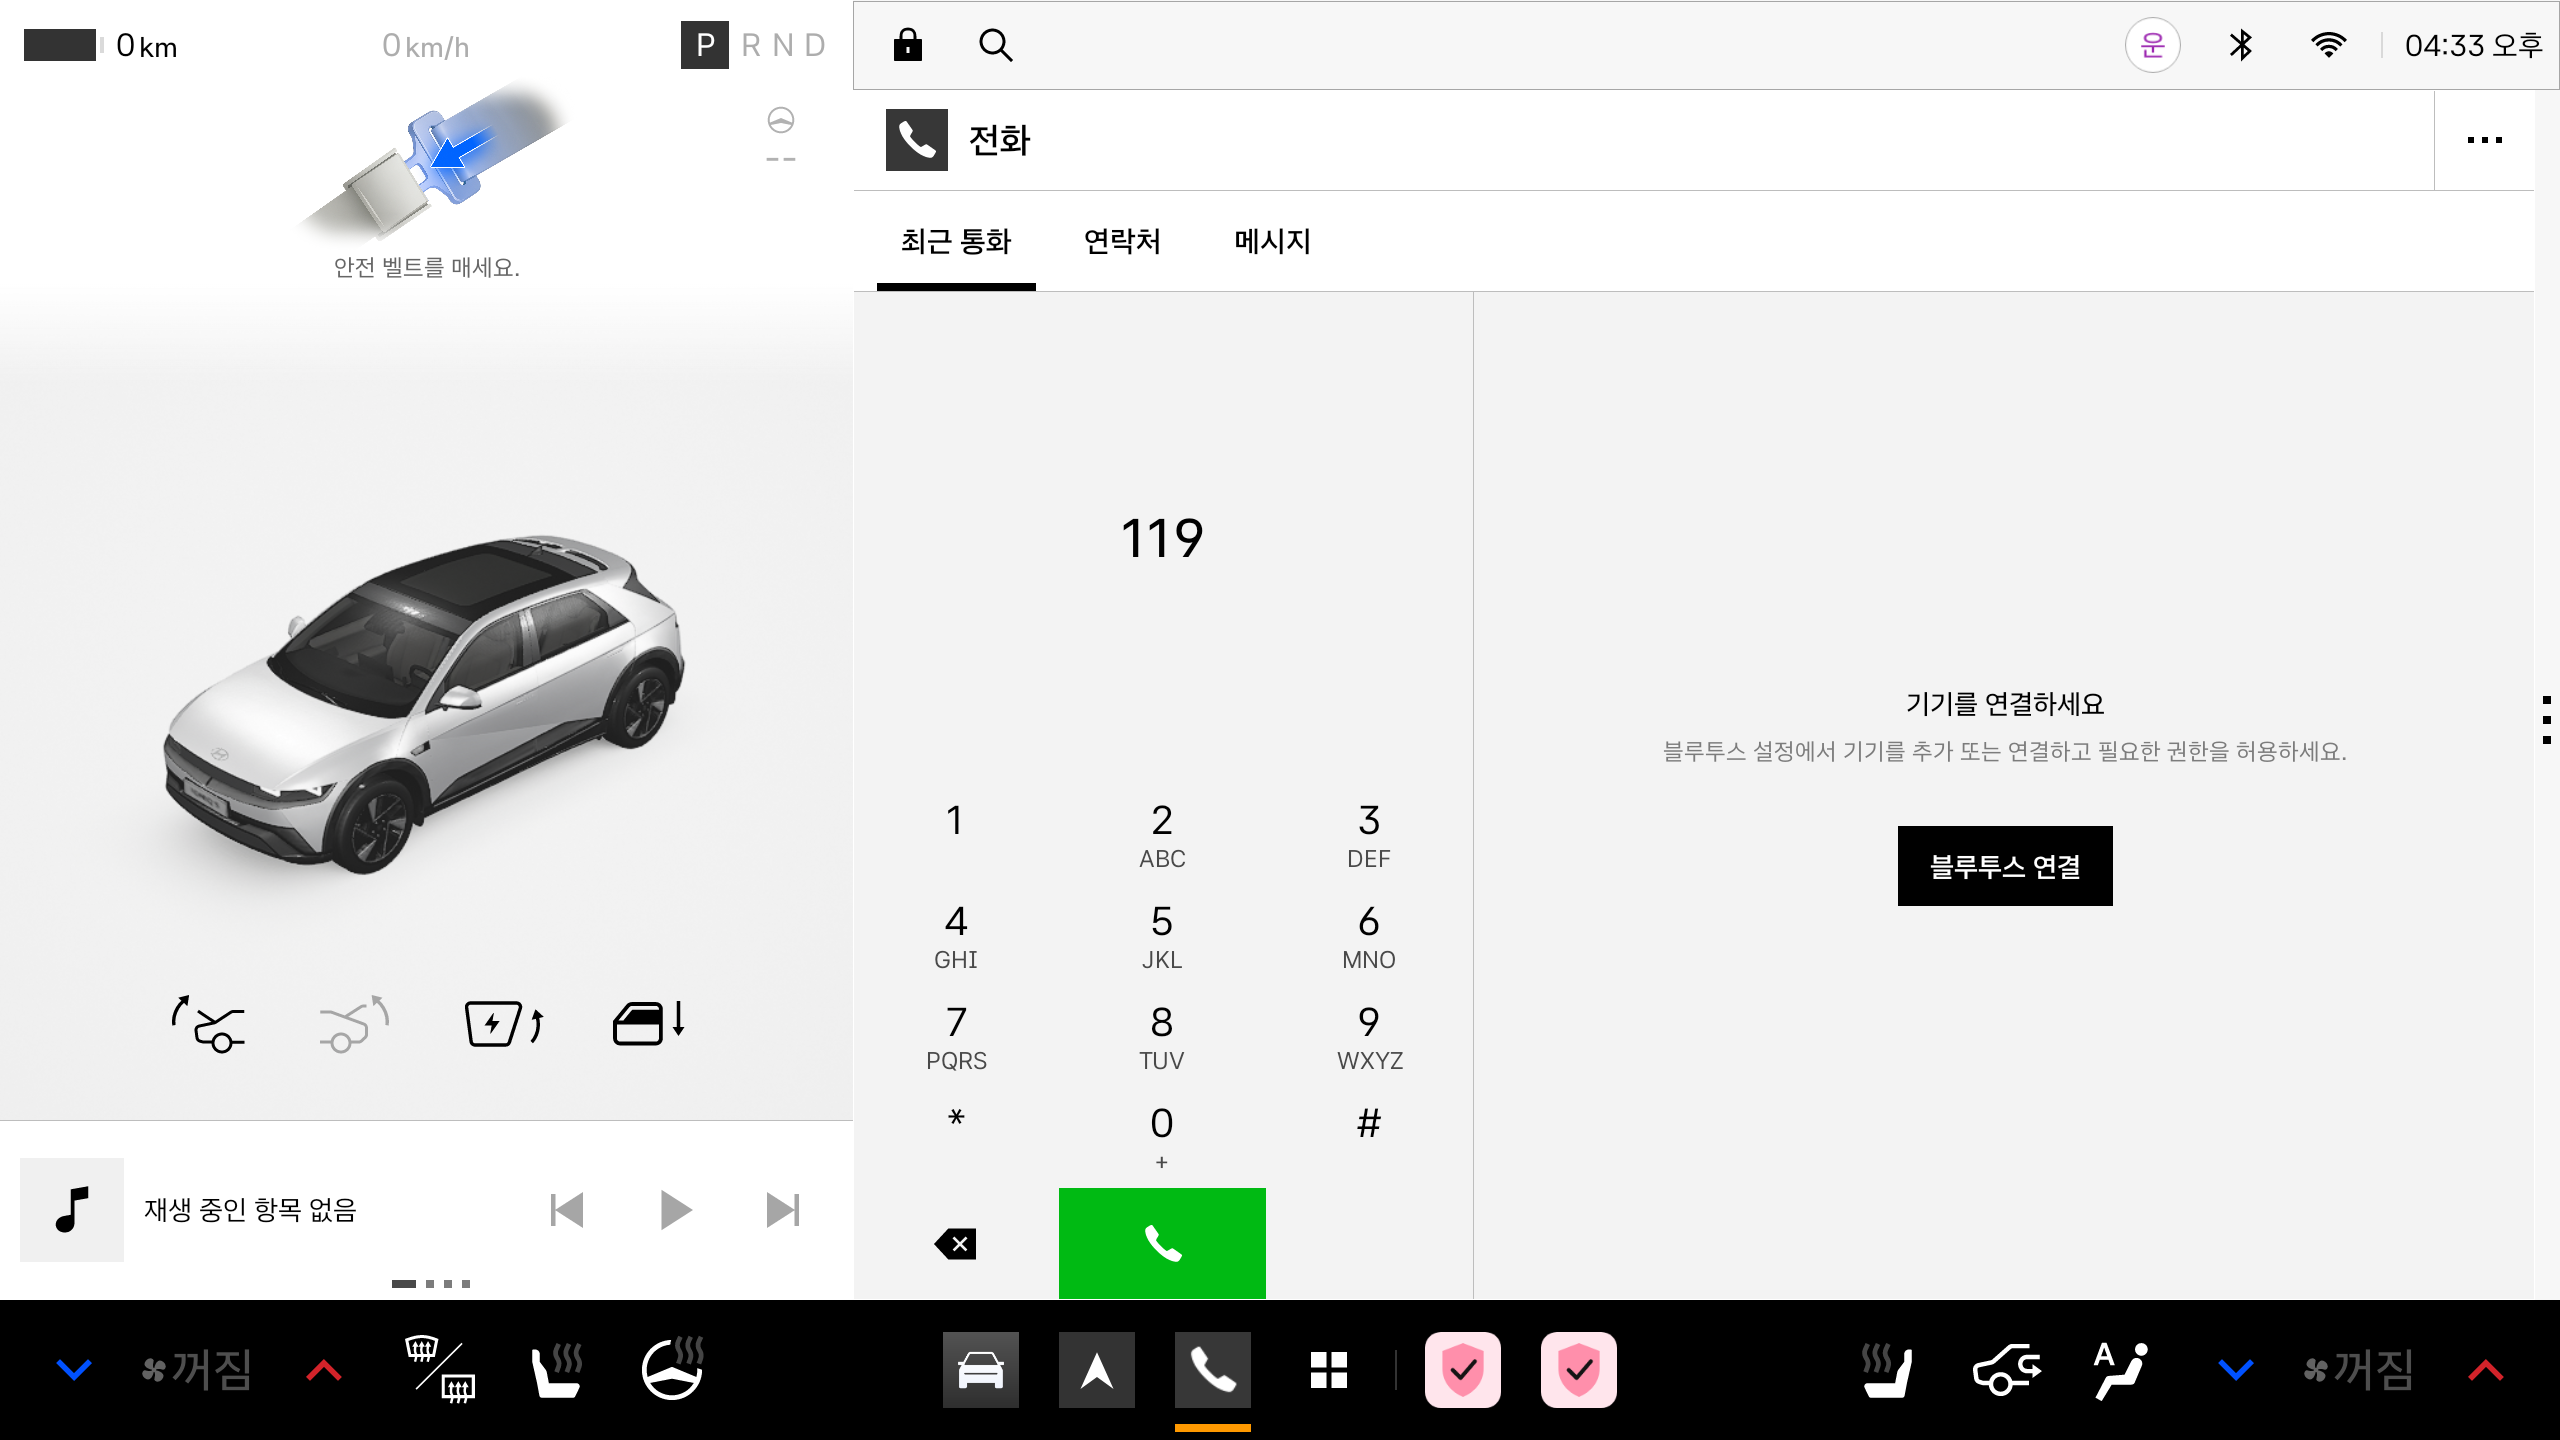 0 km
0 km/h
P R N D
운
04:33 오후
안전 벨트를 매세요.
--
전화
최근 통화
연락처
메시지
119
1
2
ABC
3
DEF
4
GHI
5
JKL
6
MNO
7
PQRS
8
TUV
9
WXYZ
*
0
+
#
기기를 연결하세요
블루투스 설정에서 기기를 추가 또는 연결하고 필요한 권한을 허용하세요.
블루투스 연결
재생 중인 항목 없음
꺼짐
A
꺼짐